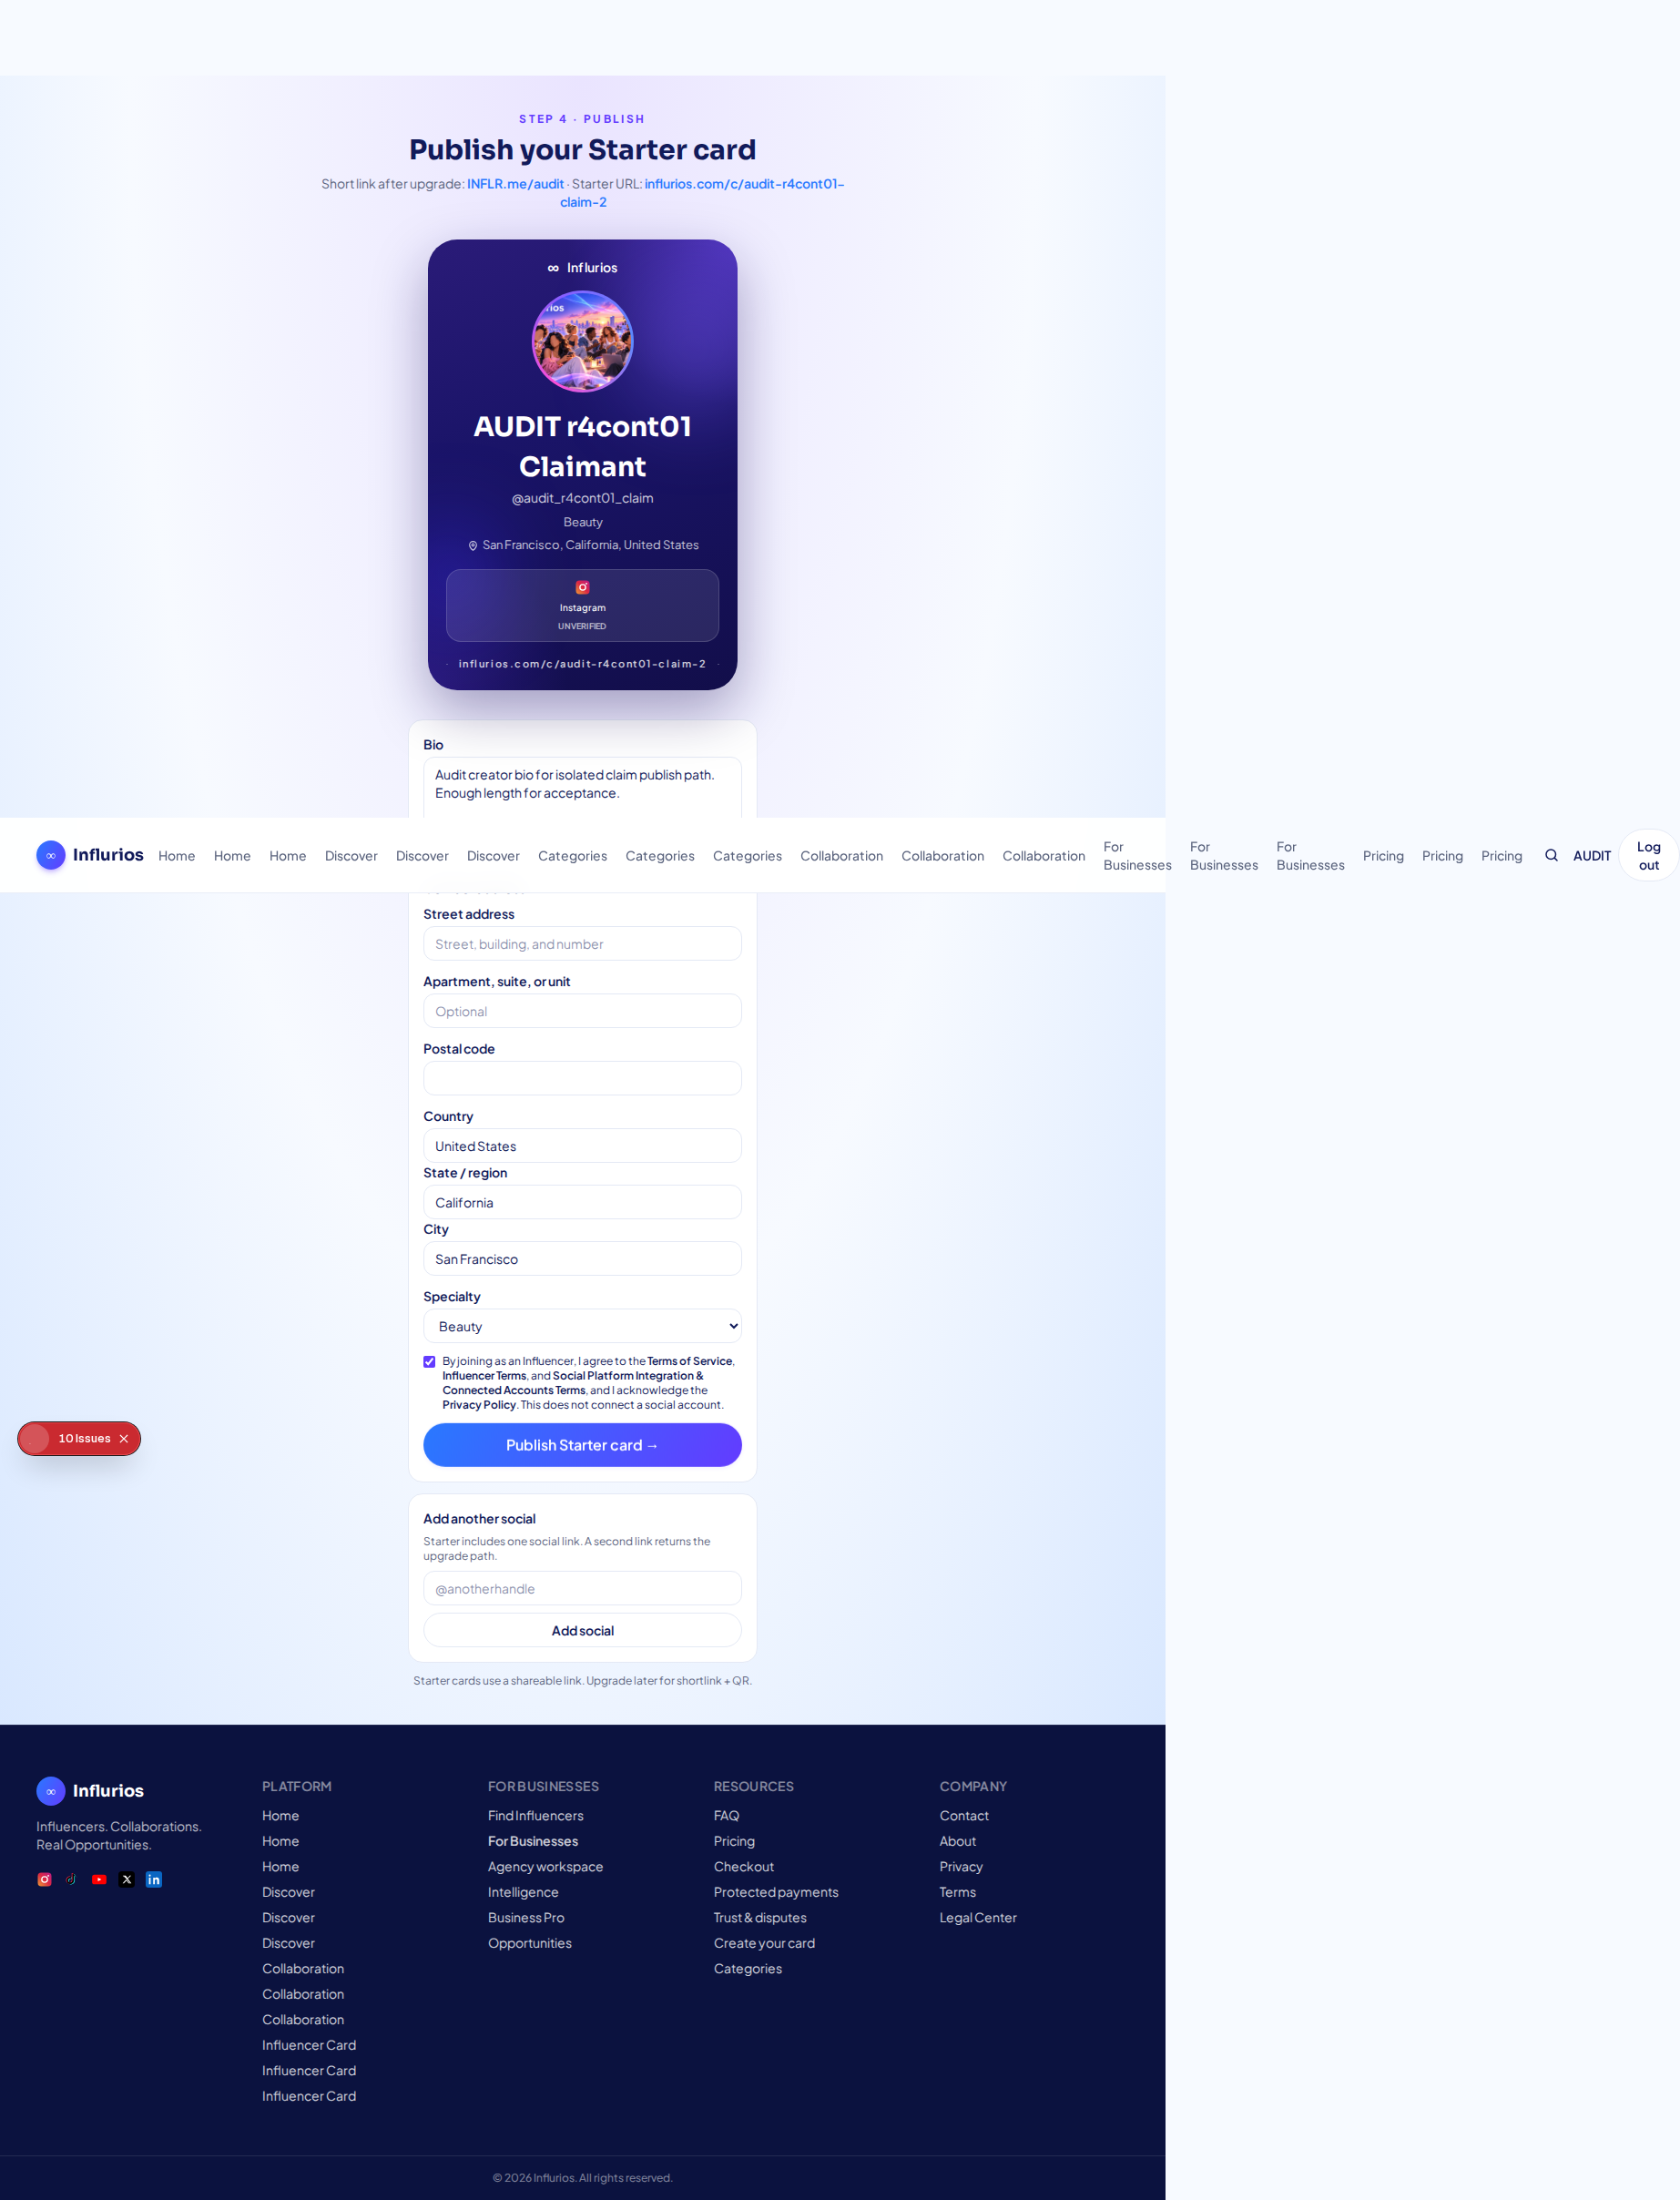 STEP 4 · PUBLISH
Publish your Starter card
Short link after upgrade: INFLR.me/audit · Starter URL: influrios.com/c/audit-r4cont01-
claim-2
∞ Influrios
rios
AUDIT r4cont01
Claimant
@audit_r4cont01_claim
Beauty
San Francisco, California, United States
Instagram
UNVERIFIED
influrios.com/c/audit-r4cont01-claim-2
Bio
Audit creator bio for isolated claim publish path.
Enough length for acceptance.
∞ Influrios Home Home Home Discover Discover Discover Categories Categories Categories Collaboration Collaboration Collaboration For Businesses For Businesses For Businesses Pricing Pricing Pricing AUDIT Log out
Street address
Street, building, and number
Apartment, suite, or unit
Optional
Postal code
Country
United States
State / region
California
City
San Francisco
Specialty
Beauty
By joining as an Influencer, I agree to the Terms of Service,
Influencer Terms, and Social Platform Integration &
Connected Accounts Terms, and I acknowledge the
Privacy Policy. This does not connect a social account.
10 Issues
Publish Starter card →
Add another social
Starter includes one social link. A second link returns the
upgrade path.
@anotherhandle
Add social
Starter cards use a shareable link. Upgrade later for shortlink + QR.
∞ Influrios
Influencers. Collaborations.
Real Opportunities.
PLATFORM
Home
Home
Home
Discover
Discover
Discover
Collaboration
Collaboration
Collaboration
Influencer Card
Influencer Card
Influencer Card
FOR BUSINESSES
Find Influencers
For Businesses
Agency workspace
Intelligence
Business Pro
Opportunities
RESOURCES
FAQ
Pricing
Checkout
Protected payments
Trust & disputes
Create your card
Categories
COMPANY
Contact
About
Privacy
Terms
Legal Center
© 2026 Influrios. All rights reserved.